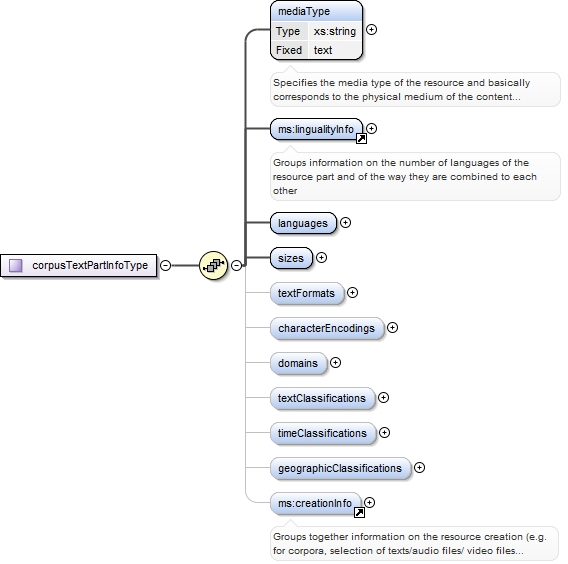 mediaType
Type xs:string
Fixed text
Specifies the media type of the resource and basically
corresponds to the physical medium of the content...
ms:lingualityInfo
Groups information on the number of languages of the
resource part and of the way they are combined to each
other
languages
sizes
corpusTextPartInfoType
textFormats
characterEncodings
domains
textClassifications
timeClassifications
geographicClassifications
ms:creationInfo
Groups together information on the resource creation (e.g.
for corpora, selection of texts/audio files/ video files...